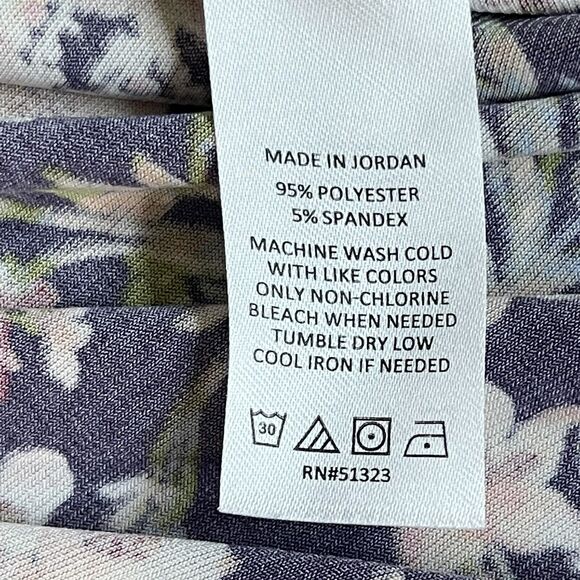 MADE IN JORDAN
95% POLYESTER
5% SPANDEX
MACHINE WASH COLD
WITH LIKE COLORS
ONLY NON-CHLORINE
BLEACH WHEN NEEDED
TUMBLE DRY LOW
COOL IRON IF NEEDED
30
RN#51323